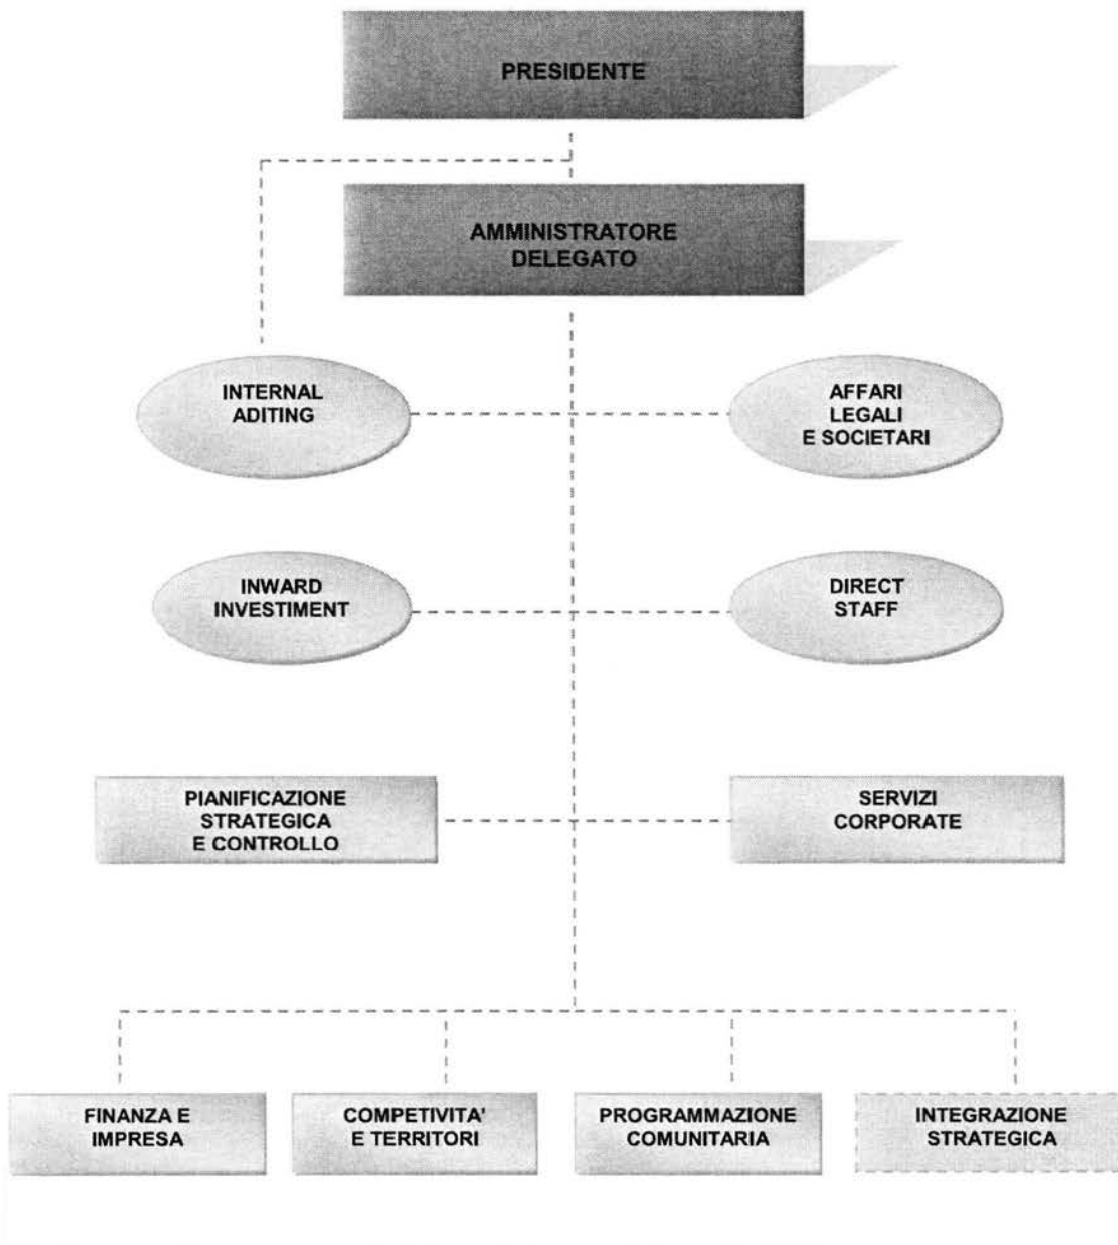 PRESIDENTE
AMMINISTRATORE
DELEGATO
INTERNAL
ADITING
AFFARI
LEGALI
E SOCIETARI
INWARD
INVESTIMENT
DIRECT
STAFF
PIANIFICAZIONE
STRATEGICA
E CONTROLLO
SERVIZI
CORPORATE
FINANZA E
IMPRESA
COMPETIVITA'
E TERRITORI
PROGRAMMAZIONE
COMUNITARIA
INTEGRAZIONE
STRATEGICA